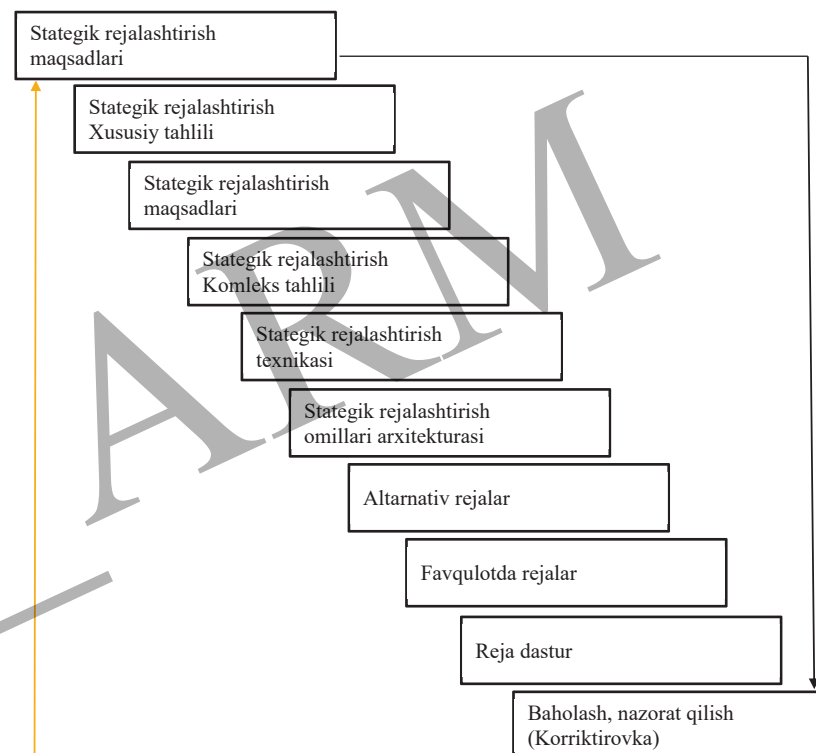 Stategik rejalashtirish
maqsadlari
Stategik rejalashtirish
Xususiy tahlili
Stategik rejalashtirish
maqsadlari
Stategik rejalashtirish
Komleks tahlili
Stategik rejalashtirish
texnikasi
Stategik rejalashtirish
omillari arxitekturasi
Altarnativ rejalar
Favqulotda rejalar
Reja dastur
Baholash, nazorat qilish
(Korriktirovka)
_ARM